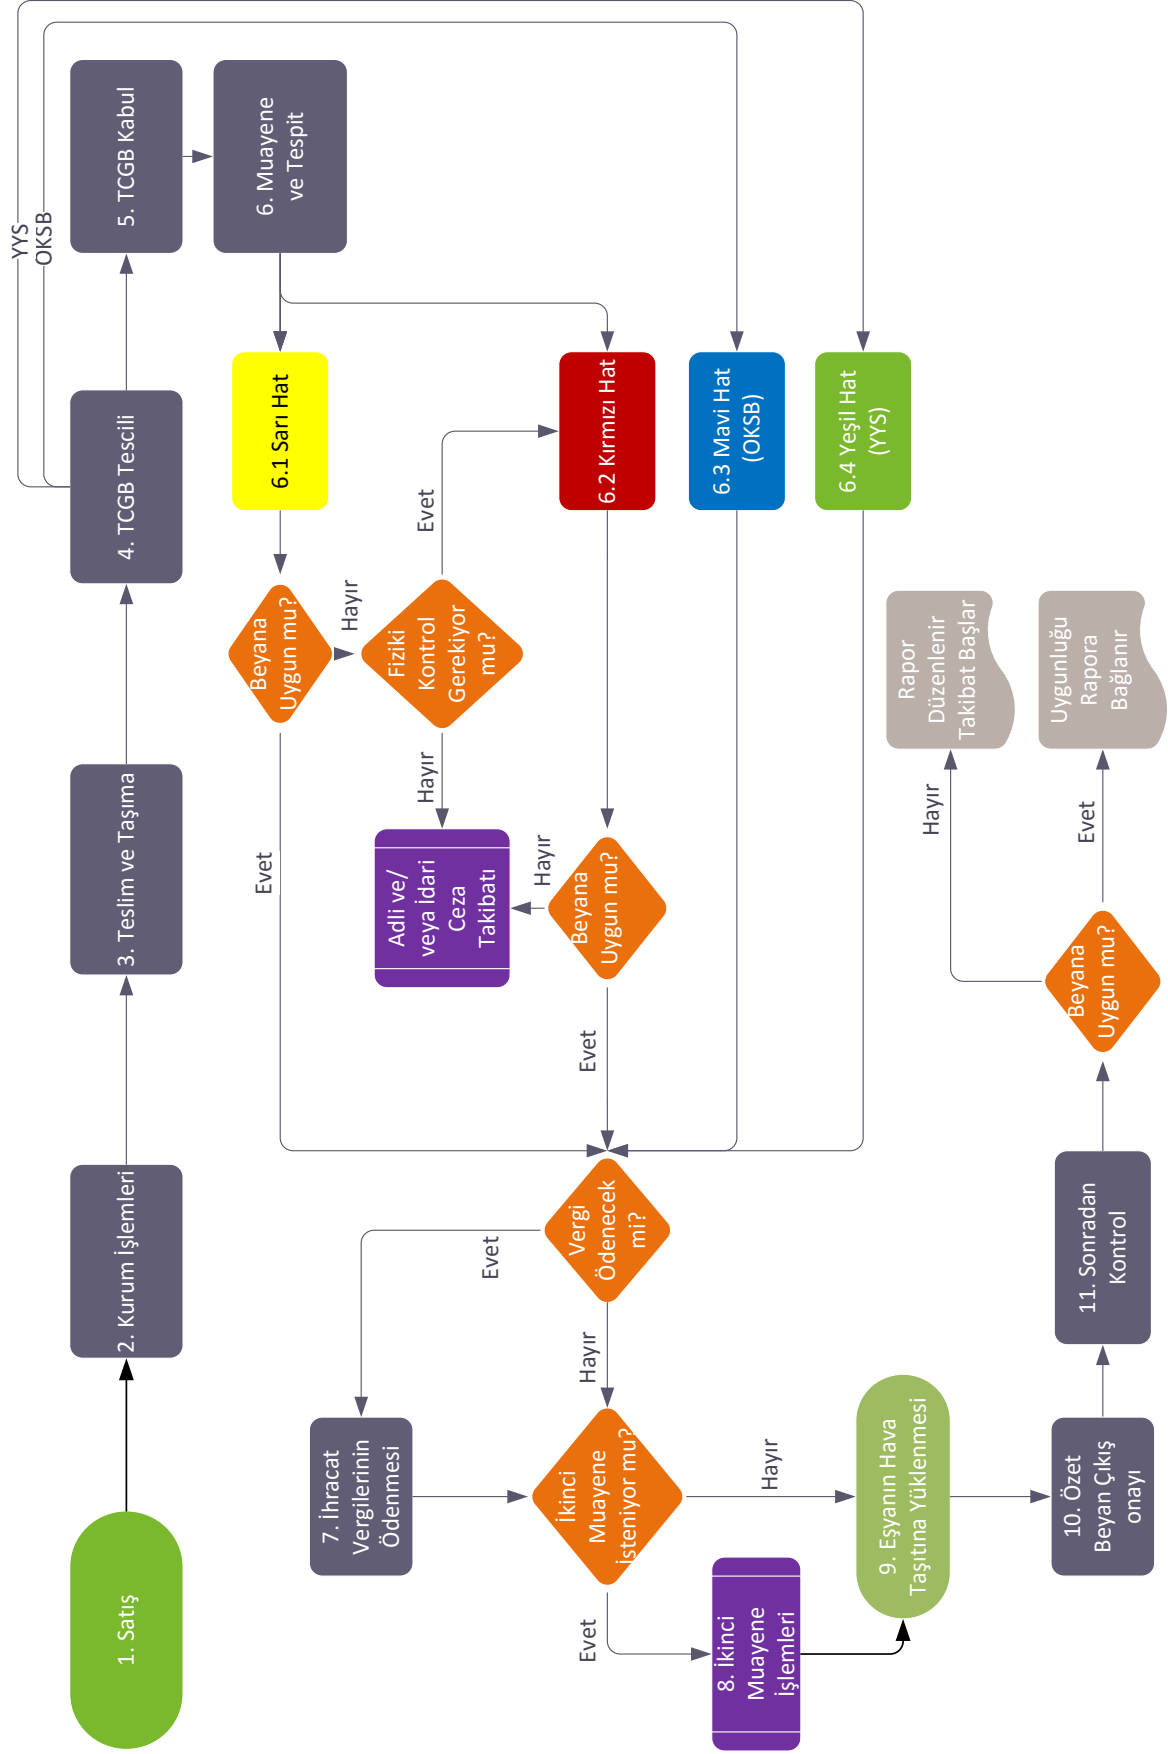 1. Satış
2. Kurum İşlemleri
3. Teslim ve Taşıma
4. TCGB Tescili
5. TCGB Kabul
YYS
OKSB
6. Muayene
ve Tespit
6.1 Sarı Hat
Beyana
Uygun mu?
Evet
Hayır
Fiziki
Kontrol
Gerekiyor
mu?
Evet
Hayır
Adli ve/
veya İdari
Ceza
Takibatı
6.2 Kırmızı Hat
Beyana
Uygun mu?
Hayır
Evet
6.3 Mavi Hat
(OKSB)
6.4 Yeşil Hat
(YYS)
Vergi
Ödenecek
mi?
Evet
Hayır
7. İhracat
Vergilerinin
Ödenmesi
İkinci
Muayene
İsteniyor mu?
Evet
Hayır
8. İkinci
Muayene
İşlemleri
9. Eşyanın Hava
Taşıtına Yüklenmesi
10. Özet
Beyan Çıkış
onayı
11. Sonradan
Kontrol
Beyana
Uygun mu?
Hayır
Evet
Rapor
Düzenlenir
Takibat Başlar
Uygunluğu
Rapora
Bağlanır